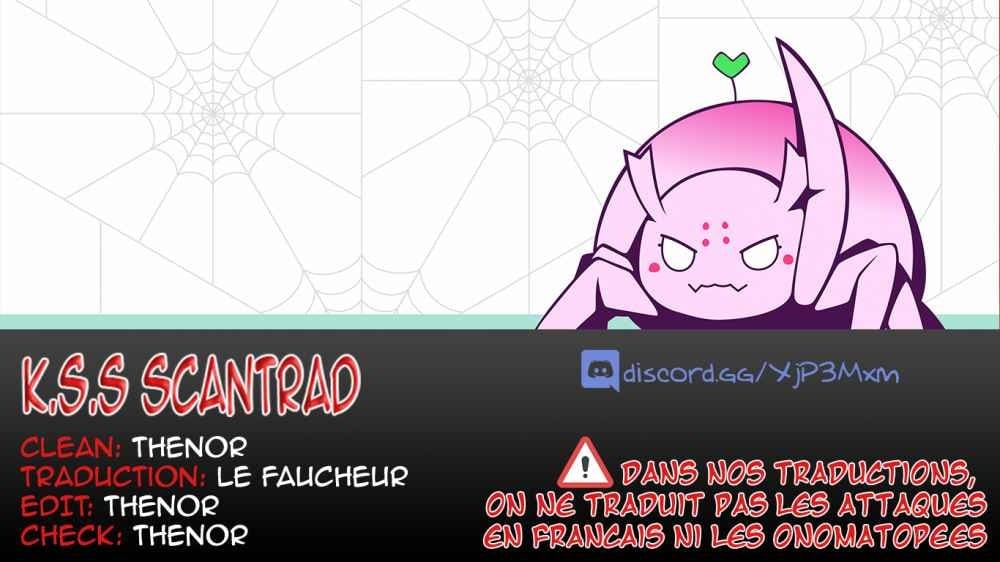 K.S.S SCANTRAD
CLEAN: THENOR
TRADUCTION: LE FAUCHEUR
EDIT: THENOR
CHECK: THENOR
discord.gg/XjP3Mxm
! DANS NOS TRADUCTIONS,
ON NE TRADUIT PAS LES ATTAQUES
EN FRANCAIS NI LES ONOMATOPEES